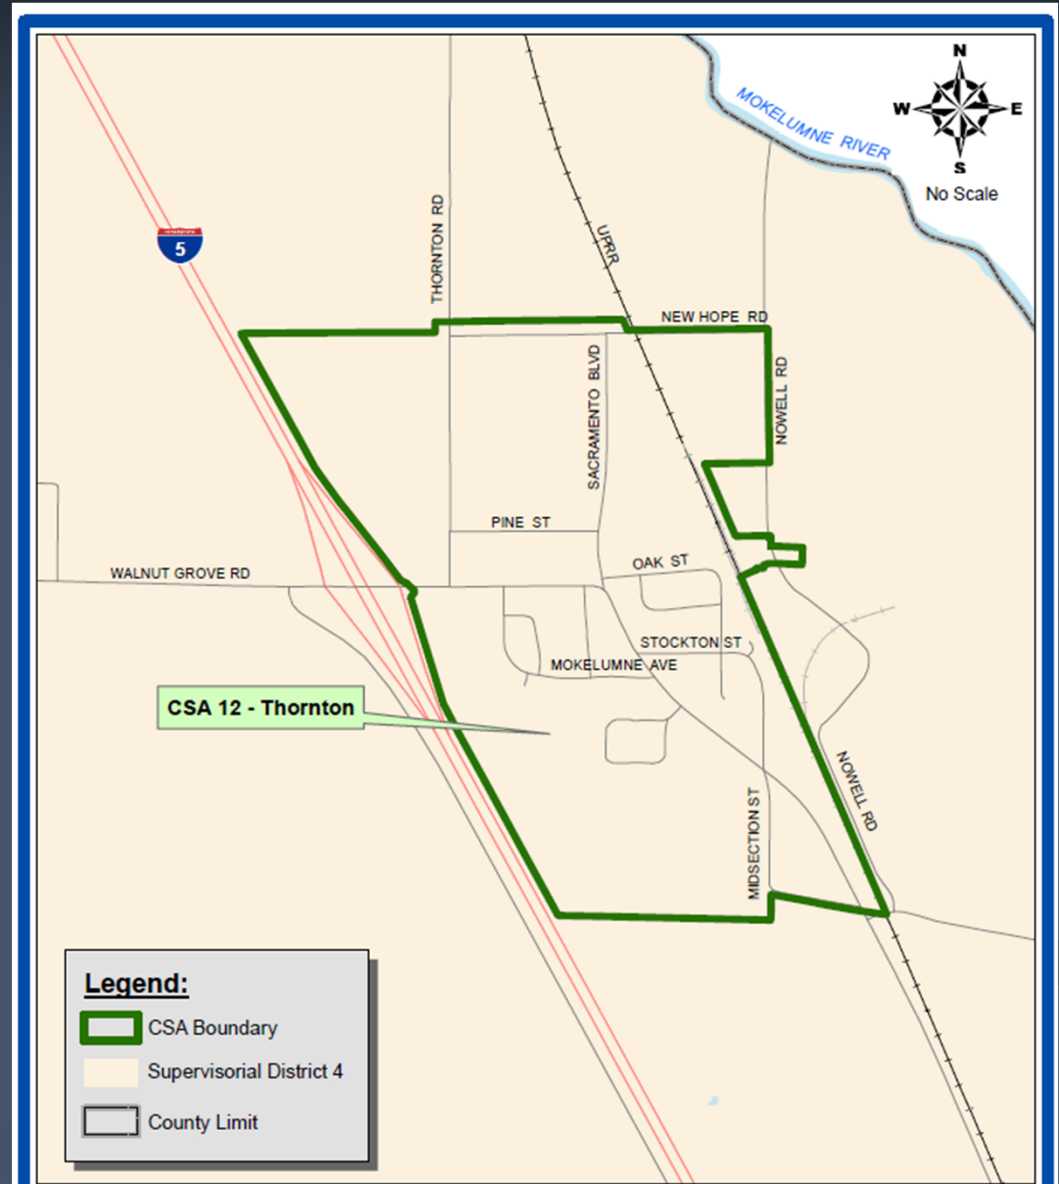 N
W E
S
No Scale
MOKELUMNE RIVER
5
THORNTON RD
UPRR
NEW HOPE RD
SACRAMENTO BLVD
NOWELL RD
PINE ST
OAK ST
WALNUT GROVE RD
STOCKTON ST
MOKELUMNE AVE
CSA 12 - Thornton
NOWELL RD
MIDSECTION ST
Legend:
CSA Boundary
Supervisorial District 4
County Limit